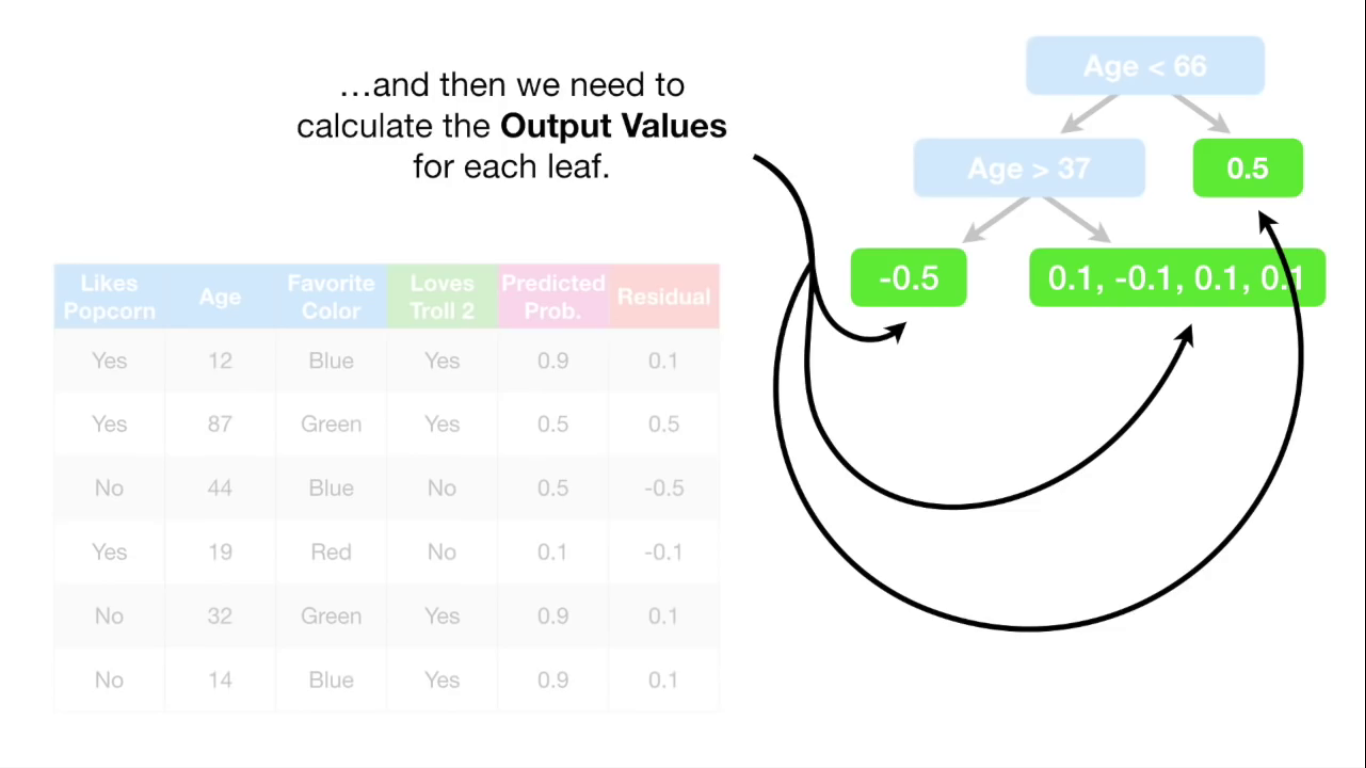 …and then we need to
calculate the Output Values
for each leaf.
Age < 66
Age > 37
0.5
-0.5
0.1, -0.1, 0.1, 0.1
Likes Popcorn Age Favorite Color Loves Troll 2 Predicted Prob. Residual
Yes 12 Blue Yes 0.9 0.1
Yes 87 Green Yes 0.5 0.5
No 44 Blue No 0.5 -0.5
Yes 19 Red No 0.1 -0.1
No 32 Green Yes 0.9 0.1
No 14 Blue Yes 0.9 0.1